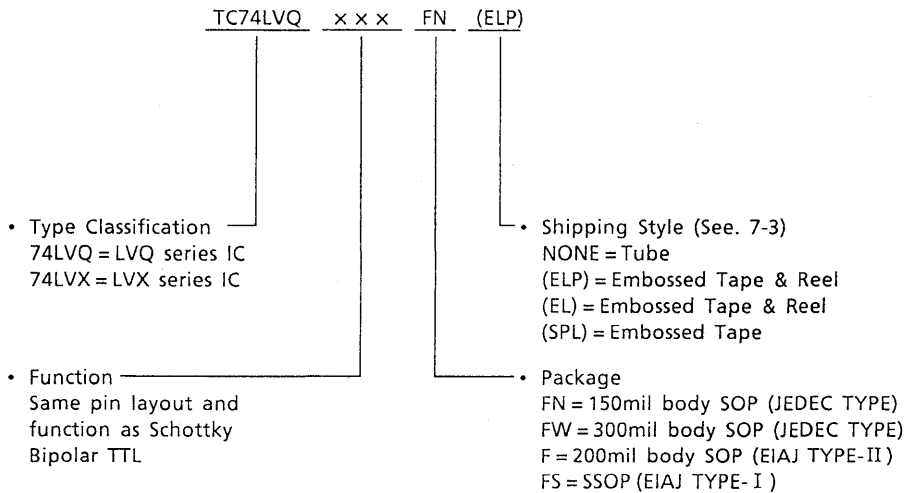 TC74LVQ ××× FN (ELP)
• Type Classification
74LVQ = LVQ series IC
74LVX = LVX series IC
• Shipping Style (See. 7-3)
NONE = Tube
(ELP) = Embossed Tape & Reel
(EL) = Embossed Tape & Reel
(SPL) = Embossed Tape
• Function
Same pin layout and
function as Schottky
Bipolar TTL
• Package
FN = 150mil body SOP (JEDEC TYPE)
FW = 300mil body SOP (JEDEC TYPE)
F = 200mil body SOP (EIAJ TYPE-II)
FS = SSOP (EIAJ TYPE-I)